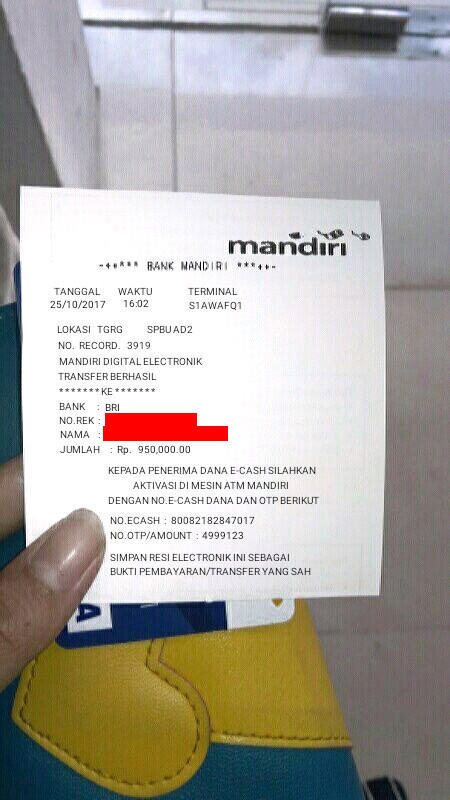 mandiri
-++*** BANK MANDIRI ***++-
TANGGAL WAKTU TERMINAL
25/10/2017 16:02 S1AWAFQ1
LOKASI TGRG SPBUAD2
NO. RECORD. 3919
MANDIRI DIGITAL ELECTRONIK
TRANSFER BERHASIL
*******KE*******
BANK : BRI
NO.REK :
NAMA :
JUMLAH : Rp. 950,000.00
KEPADA PENERIMA DANA E-CASH SILAHKAN
AKTIVASI DI MESIN ATM MANDIRI
DENGAN NO.E-CASH DANA DAN OTP BERIKUT
NO.ECASH : 80082182847017
NO.OTP/AMOUNT : 4999123
SIMPAN RESI ELECTRONIK INI SEBAGAI
BUKTI PEMBAYARAN/TRANSFER YANG SAH
A